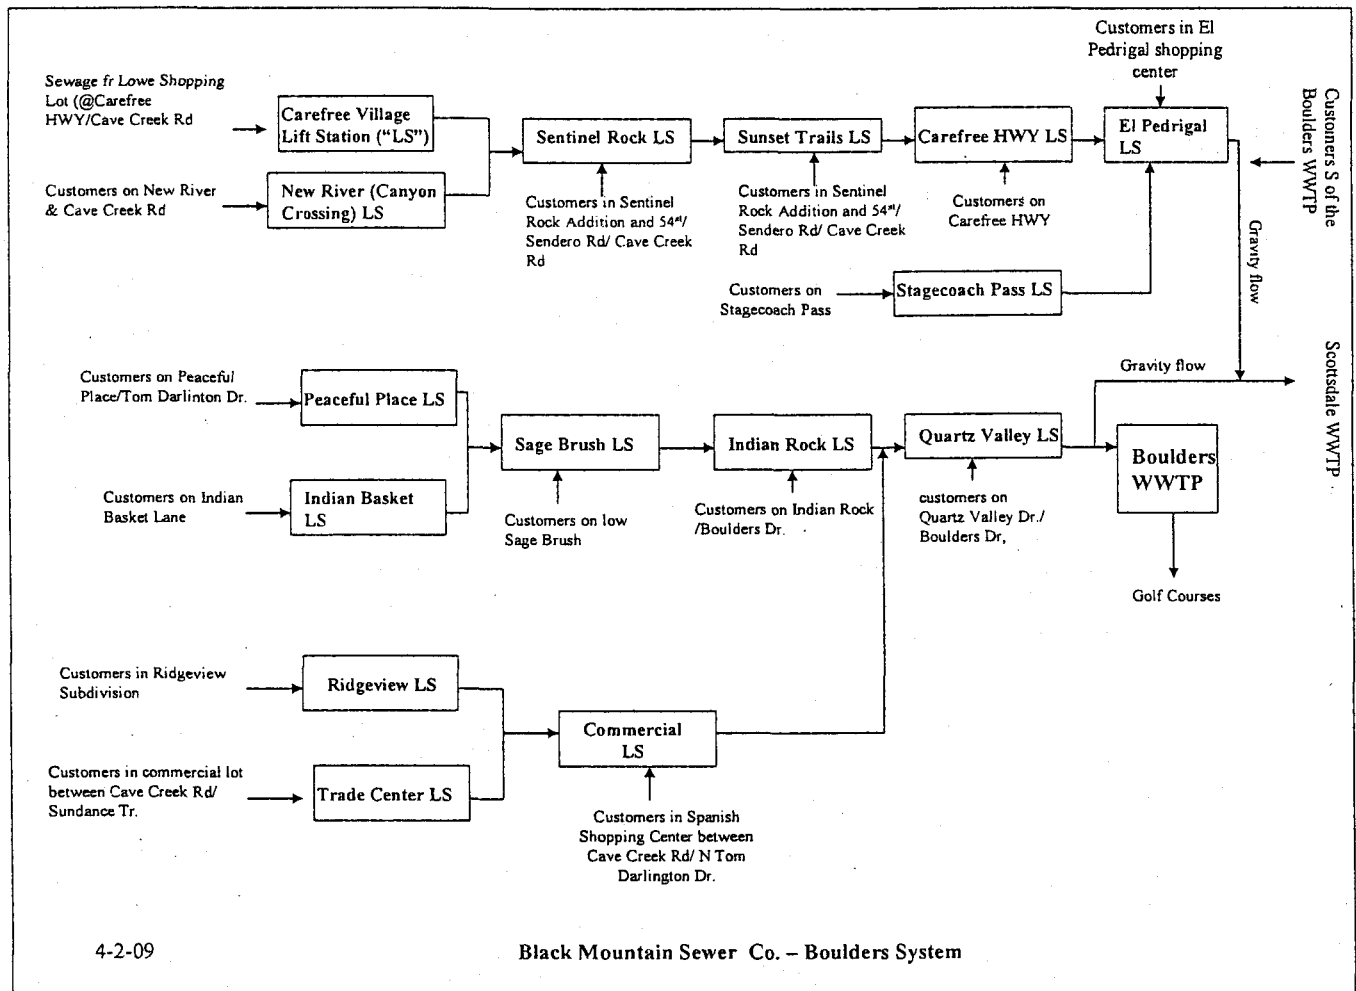 Customers in El
Pedrigal shopping
center
Sewage fr Lowe Shopping
Lot (@Carefree
HWY/Cave Creek Rd
Carefree Village
Lift Station ("LS")
Sentinel Rock LS
Sunset Trails LS
Carefree HWY LS
El Pedrigal
LS
Customers S of the
Boulders WWTP
Customers on New River
& Cave Creek Rd
New River (Canyon
Crossing) LS
Customers in Sentinel
Rock Addition and 54st/
Sendero Rd/ Cave Creek
Rd
Customers in Sentinel
Rock Addition and 54st/
Sendero Rd/ Cave Creek
Rd
Customers on
Carefree HWY
Gravity flow
Customers on
Stagecoach Pass
Stagecoach Pass LS
Scottsdale WWTP
Customers on Peaceful
Place/Tom Darlinton Dr.
Peaceful Place LS
Gravity flow
Sage Brush LS
Indian Rock LS
Quartz Valley LS
Boulders
WWTP
Customers on Indian
Basket Lane
Indian Basket
LS
Customers on low
Sage Brush
Customers on Indian Rock
/Boulders Dr.
customers on
Quartz Valley Dr./
Boulders Dr,
Golf Courses
Customers in Ridgeview
Subdivision
Ridgeview LS
Commercial
LS
Customers in commercial lot
between Cave Creek Rd/
Sundance Tr.
Trade Center LS
Customers in Spanish
Shopping Center between
Cave Creek Rd/ N Tom
Darlington Dr.
4-2-09
Black Mountain Sewer Co. – Boulders System